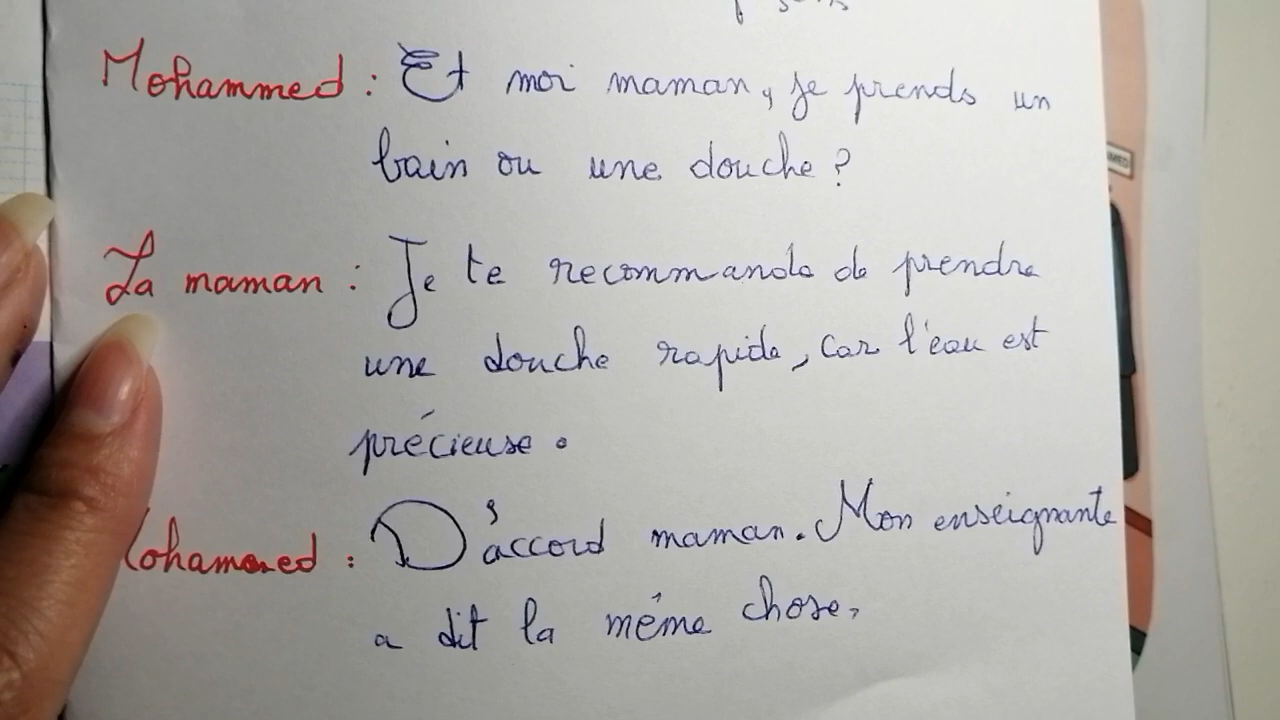 Mohammed : Et moi maman, je prends un
bain ou une douche ?
La maman : Je te recommande de prendre
une douche rapide, car l'eau est
précieuse.
Mohammed : D'accord maman. Mon enseignante
a dit la même chose,